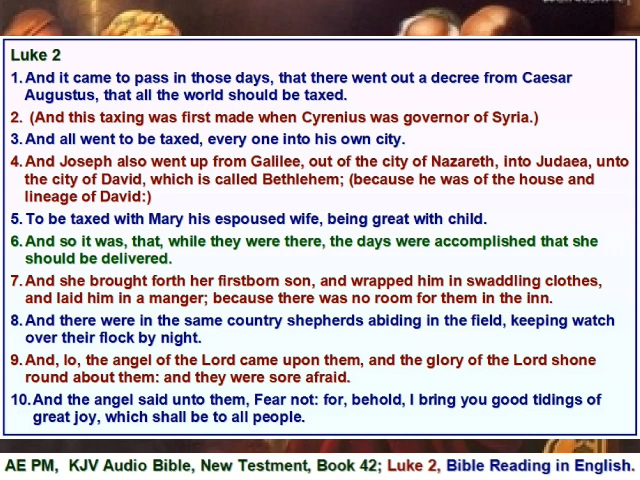 Luke 2
1. And it came to pass in those days, that there went out a decree from Caesar
Augustus, that all the world should be taxed.
2. (And this taxing was first made when Cyrenius was governor of Syria.)
3. And all went to be taxed, every one into his own city.
4. And Joseph also went up from Galilee, out of the city of Nazareth, into Judaea, unto
the city of David, which is called Bethlehem; (because he was of the house and
lineage of David:)
5. To be taxed with Mary his espoused wife, being great with child.
6. And so it was, that, while they were there, the days were accomplished that she
should be delivered.
7. And she brought forth her firstborn son, and wrapped him in swaddling clothes,
and laid him in a manger; because there was no room for them in the inn.
8. And there were in the same country shepherds abiding in the field, keeping watch
over their flock by night.
9. And, lo, the angel of the Lord came upon them, and the glory of the Lord shone
round about them: and they were sore afraid.
10. And the angel said unto them, Fear not: for, behold, I bring you good tidings of
great joy, which shall be to all people.
AE PM, KJV Audio Bible, New Testment, Book 42; Luke 2, Bible Reading in English.